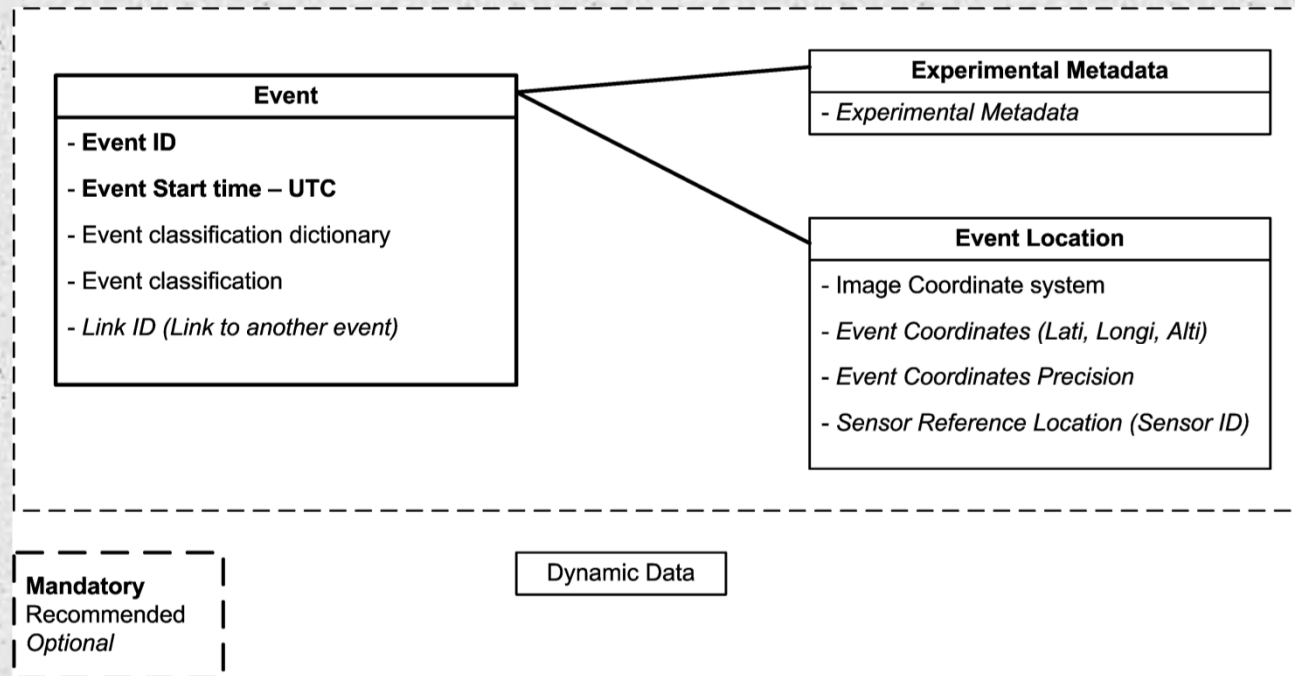 Event
- Event ID
- Event Start time – UTC
- Event classification dictionary
- Event classification
- Link ID (Link to another event)
Experimental Metadata
- Experimental Metadata
Event Location
- Image Coordinate system
- Event Coordinates (Lati, Longi, Alti)
- Event Coordinates Precision
- Sensor Reference Location (Sensor ID)
Mandatory
Recommended
Optional
Dynamic Data